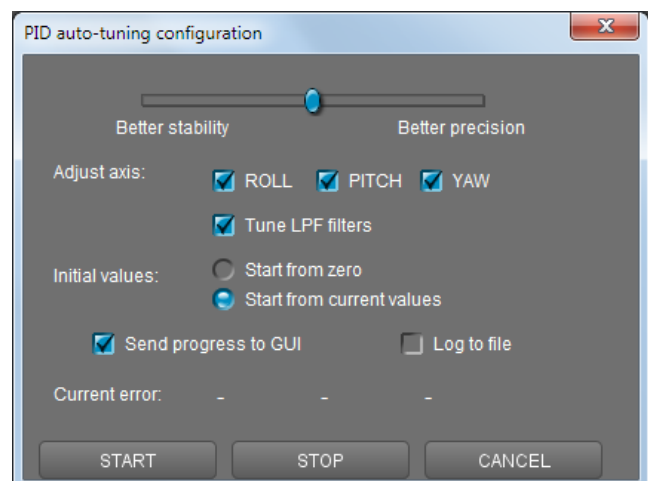 PID auto-tuning configuration
Better stability Better precision
Adjust axis: ROLL PITCH YAW
Tune LPF filters
Initial values: Start from zero
Start from current values
Send progress to GUI Log to file
Current error: - - -
START STOP CANCEL